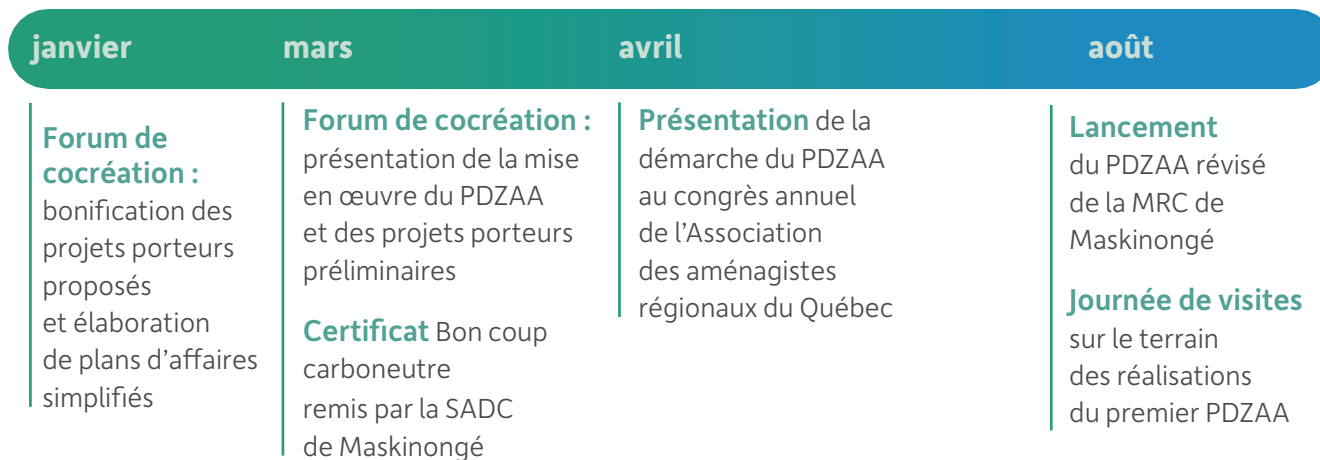 janvier
Forum de
cocréation :
bonification des
projets porteurs
proposés
et élaboration
de plans d’affaires
simplifiés
mars
Forum de cocréation :
présentation de la mise
en œuvre du PDZAA
et des projets porteurs
préliminaires
Certificat Bon coup
carboneutre
remis par la SADC
de Maskinongé
avril
Présentation de la
démarche du PDZAA
au congrès annuel
de l’Association
des aménagistes
régionaux du Québec
août
Lancement
du PDZAA révisé
de la MRC de
Maskinongé
Journée de visites
sur le terrain
des réalisations
du premier PDZAA